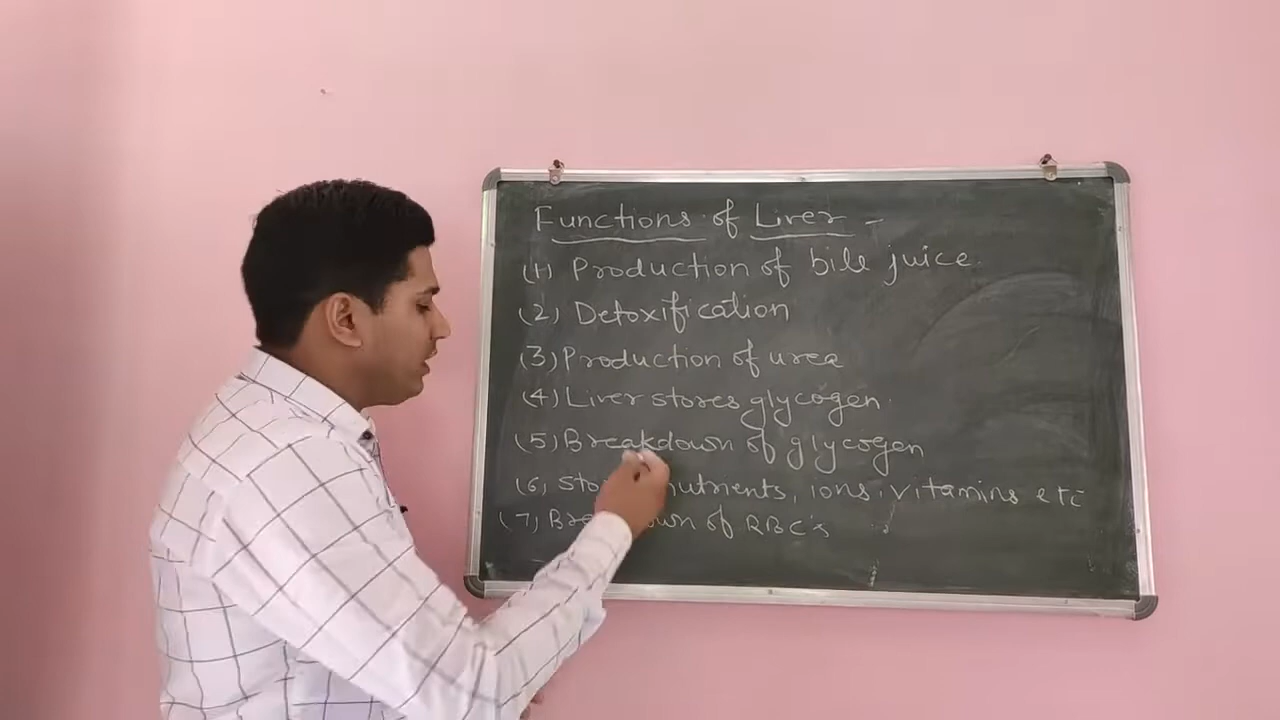 Functions of Liver -
(1) Production of bile juice.
(2) Detoxification
(3) Production of urea
(4) Liver stores glycogen.
(5) Breakdown of glycogen
(6) nutrients, ions, vitamins etc
(7) of RBC's